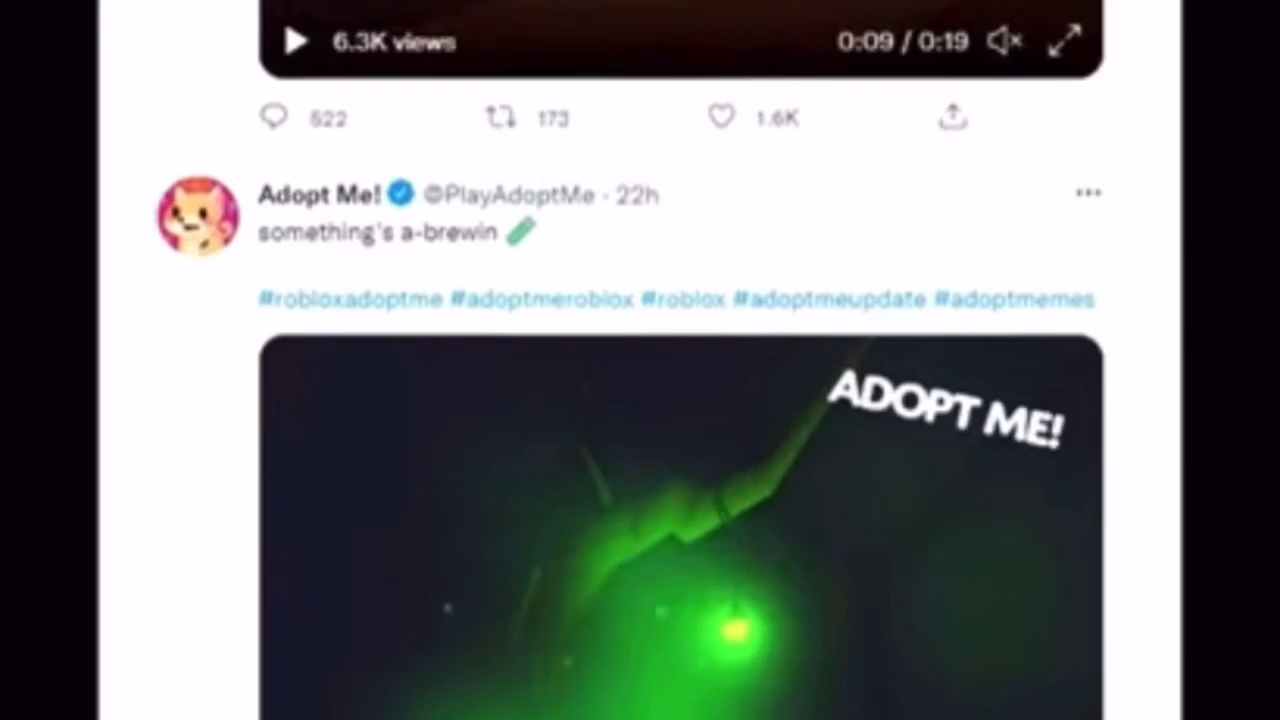 6.3K views 0:09 / 0:19
522 173 1.6K
Adopt Me! @PlayAdoptMe · 22h
something's a-brewin
#robloxadoptme #adoptmeroblox #roblox #adoptmeupdate #adoptmemes
ADOPT ME!